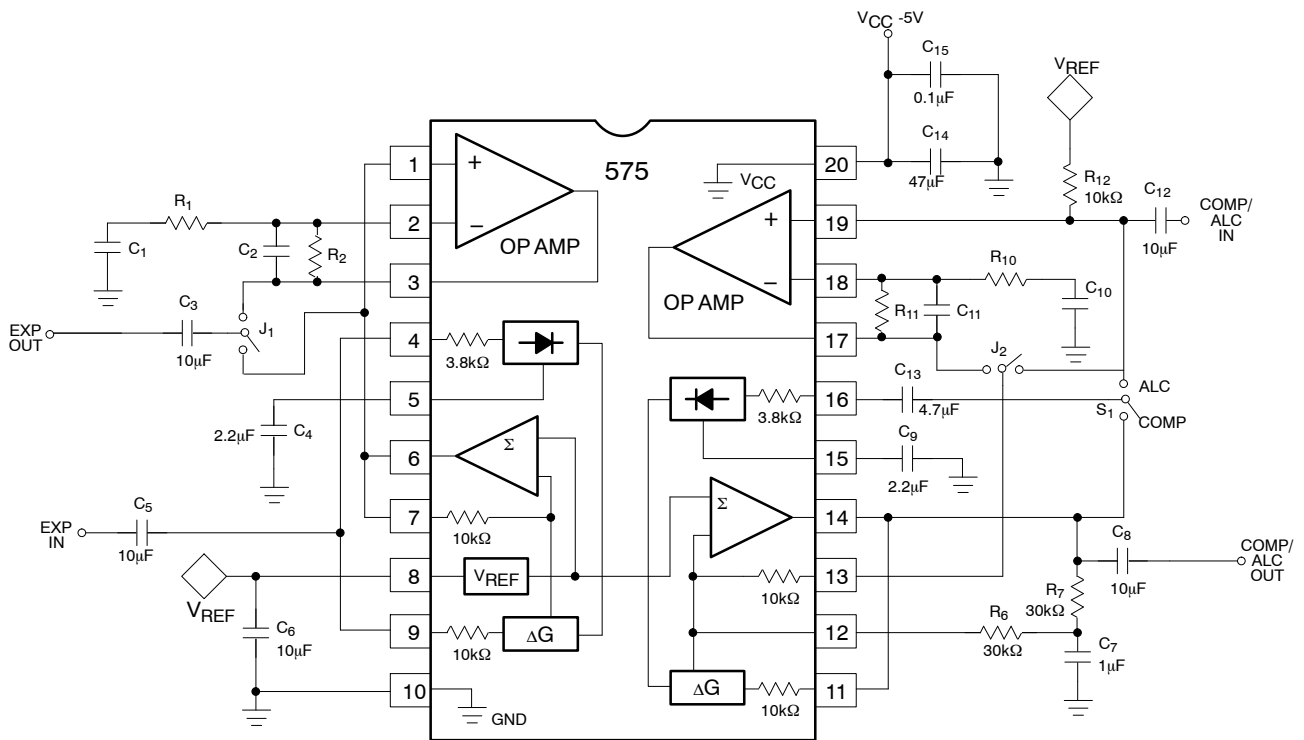 VCC -5V
C15
0.1µF
VREF
C14
47µF
R12
10kΩ
C12
10µF
COMP/
ALC
IN
575
1
2
3
4
5
6
7
8
9
10
20
19
18
17
16
15
14
13
12
11
+
−
OP AMP
VCC
+
−
OP AMP
R1
C1
C2
R2
C3
10µF
J1
EXP
OUT
3.8kΩ
2.2µF
C4
Σ
C5
10µF
EXP
IN
10kΩ
VREF
VREF
C6
10µF
10kΩ
ΔG
GND
R10
C10
R11
C11
J2
C13
4.7µF
ALC
S1
COMP
3.8kΩ
C9
2.2µF
Σ
C8
10µF
COMP/
ALC
OUT
R7
30kΩ
10kΩ
R6
30kΩ
C7
1µF
ΔG
10kΩ